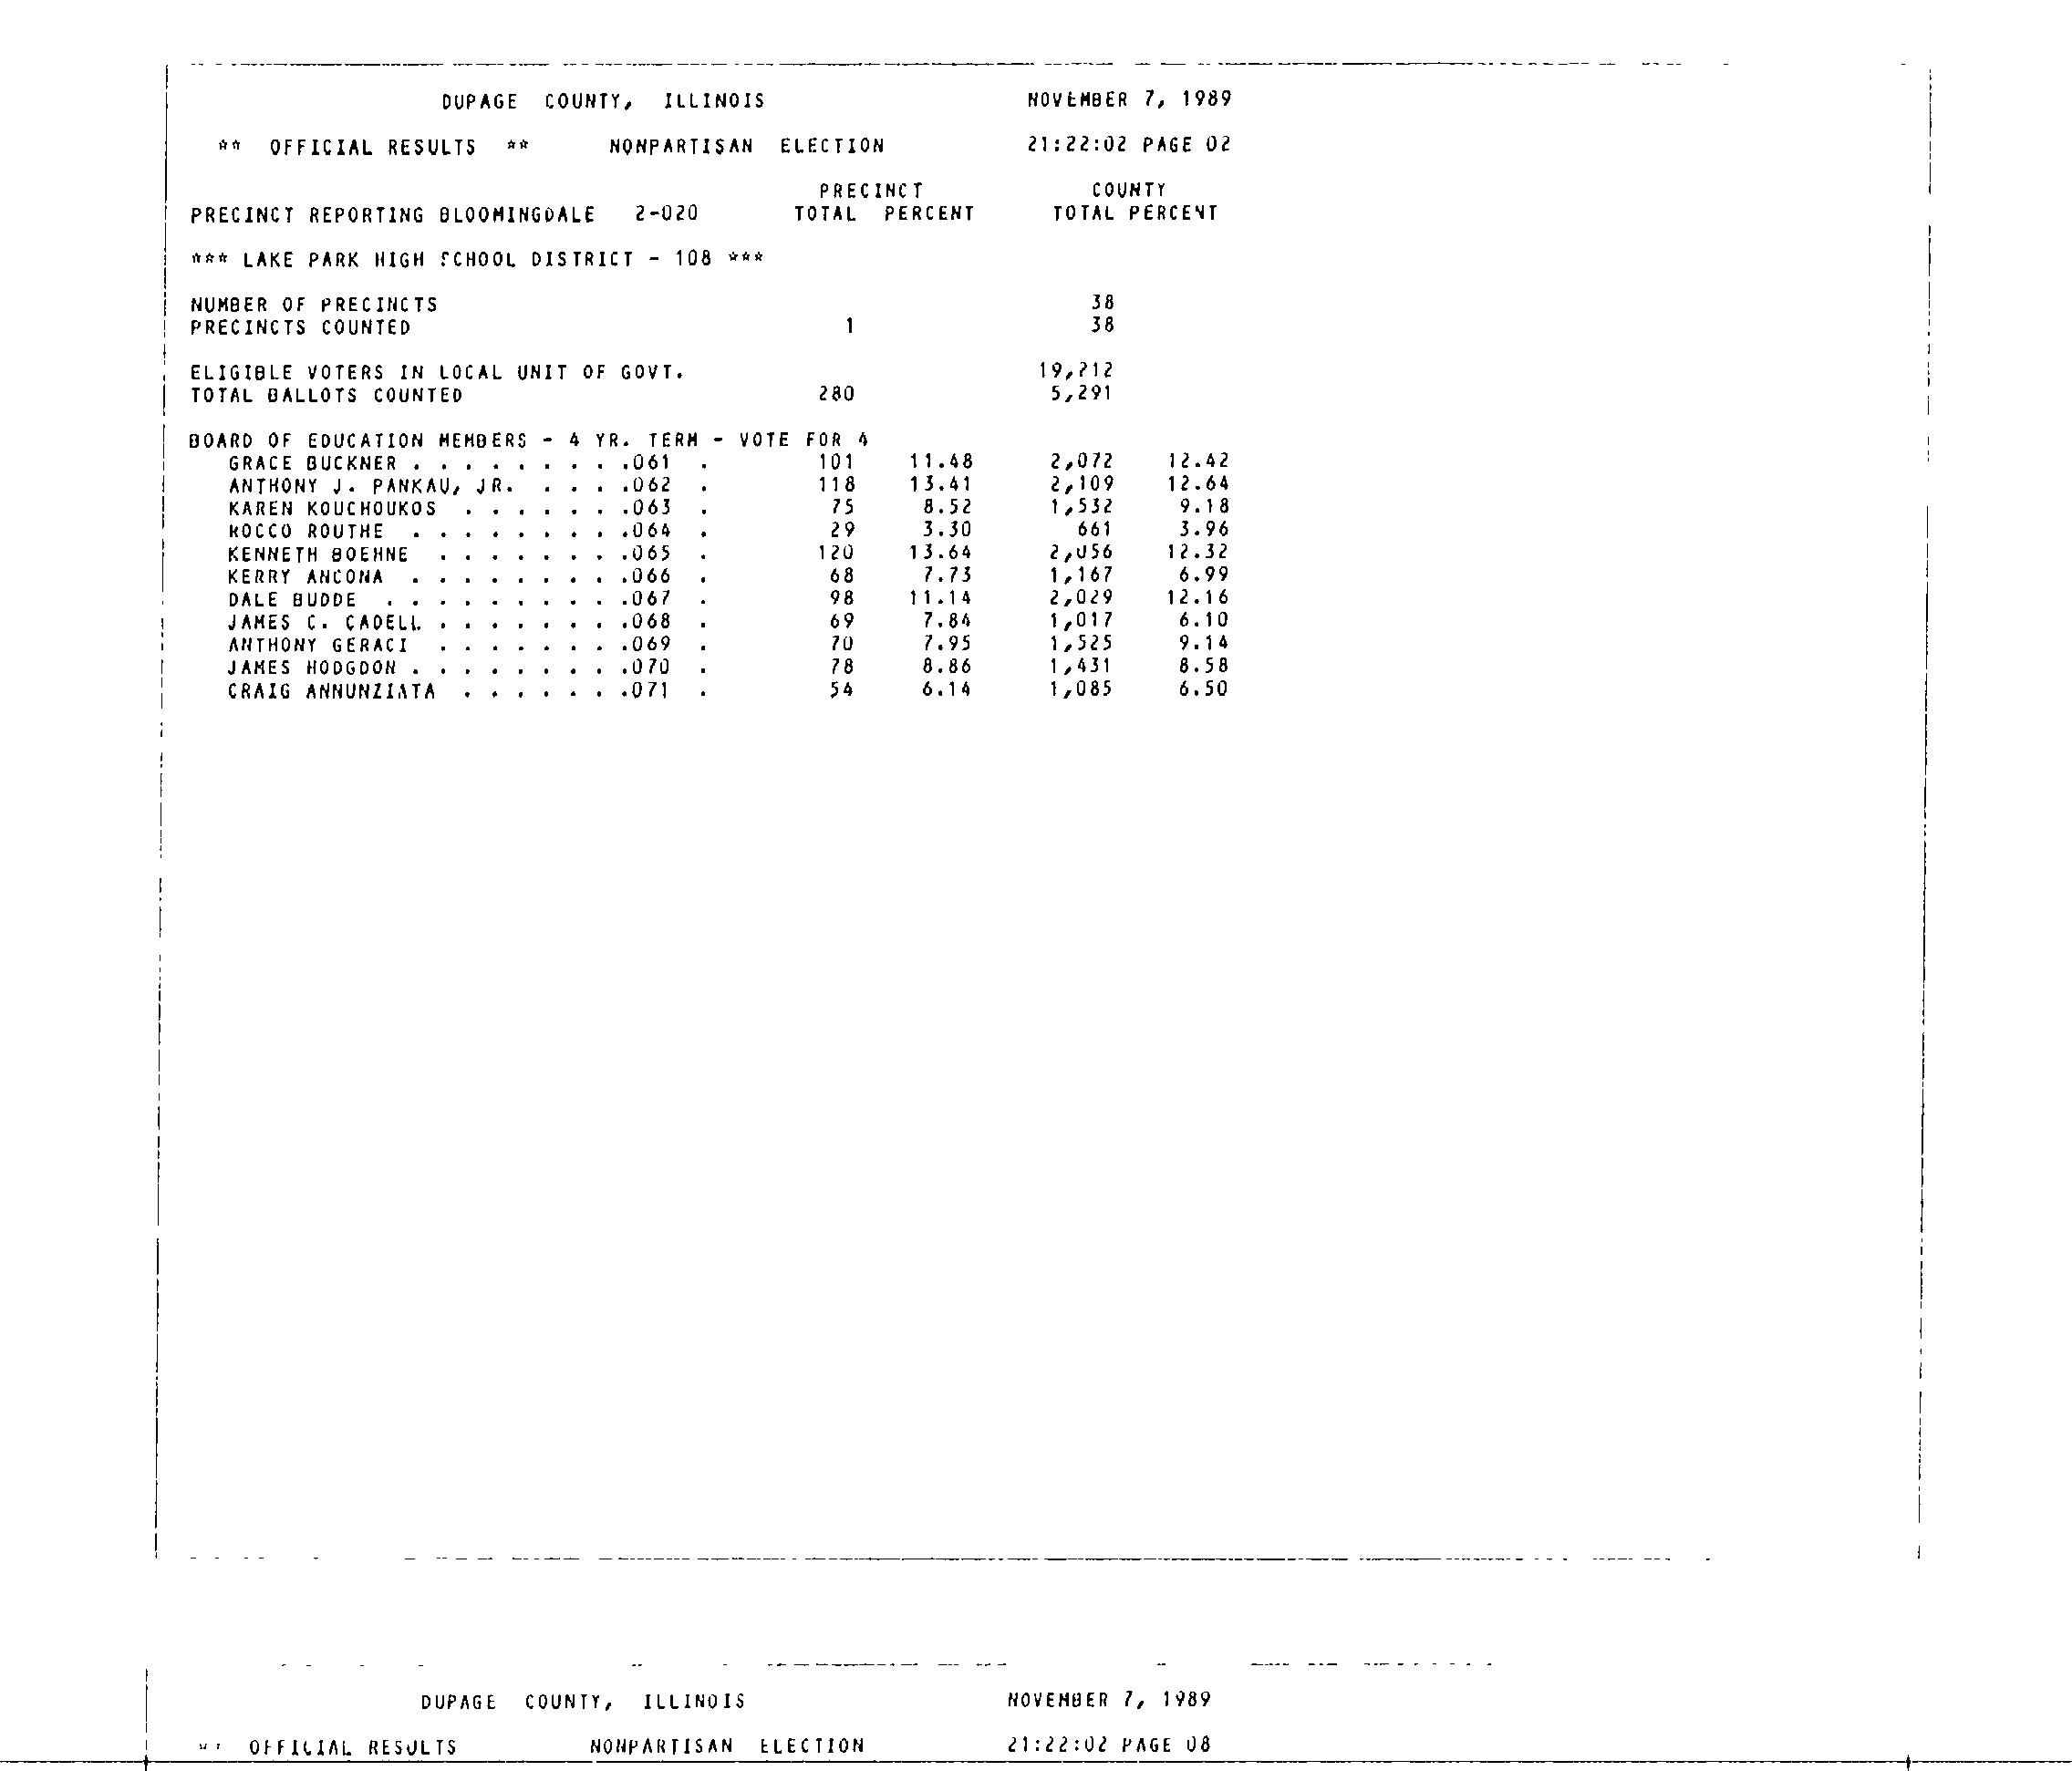 DUPAGE COUNTY, ILLINOIS NOVEMBER 7, 1989
** OFFICIAL RESULTS ** NONPARTISAN ELECTION 21:22:02 PAGE 02
PRECINCT COUNTY
PRECINCT REPORTING BLOOMINGDALE 2-020 TOTAL PERCENT TOTAL PERCENT
*** LAKE PARK HIGH SCHOOL DISTRICT - 108 ***
NUMBER OF PRECINCTS 38
PRECINCTS COUNTED 1 38
ELIGIBLE VOTERS IN LOCAL UNIT OF GOVT. 19,212
TOTAL BALLOTS COUNTED 280 5,291
BOARD OF EDUCATION MEMBERS - 4 YR. TERM - VOTE FOR 4
GRACE BUCKNER . . . . . . . . .061 . 101 11.48 2,072 12.42
ANTHONY J. PANKAU, JR. . . . .062 . 118 13.41 2,109 12.64
KAREN KOUCHOUKOS . . . . . . .063 . 75 8.52 1,532 9.18
ROCCO ROUTHE . . . . . . . . .064 . 29 3.30 661 3.96
KENNETH BOEHNE . . . . . . . .065 . 120 13.64 2,056 12.32
KERRY ANCONA . . . . . . . . .066 . 68 7.73 1,167 6.99
DALE BUDDE . . . . . . . . . .067 . 98 11.14 2,029 12.16
JAMES C. CADELL . . . . . . . .068 . 69 7.84 1,017 6.10
ANTHONY GERACI . . . . . . . .069 . 70 7.95 1,525 9.14
JAMES HODGDON . . . . . . . . .070 . 78 8.86 1,431 8.58
CRAIG ANNUNZIATA . . . . . . .071 . 54 6.14 1,085 6.50
DUPAGE COUNTY, ILLINOIS NOVEMBER 7, 1989
OFFICIAL RESULTS NONPARTISAN ELECTION 21:22:02 PAGE 08